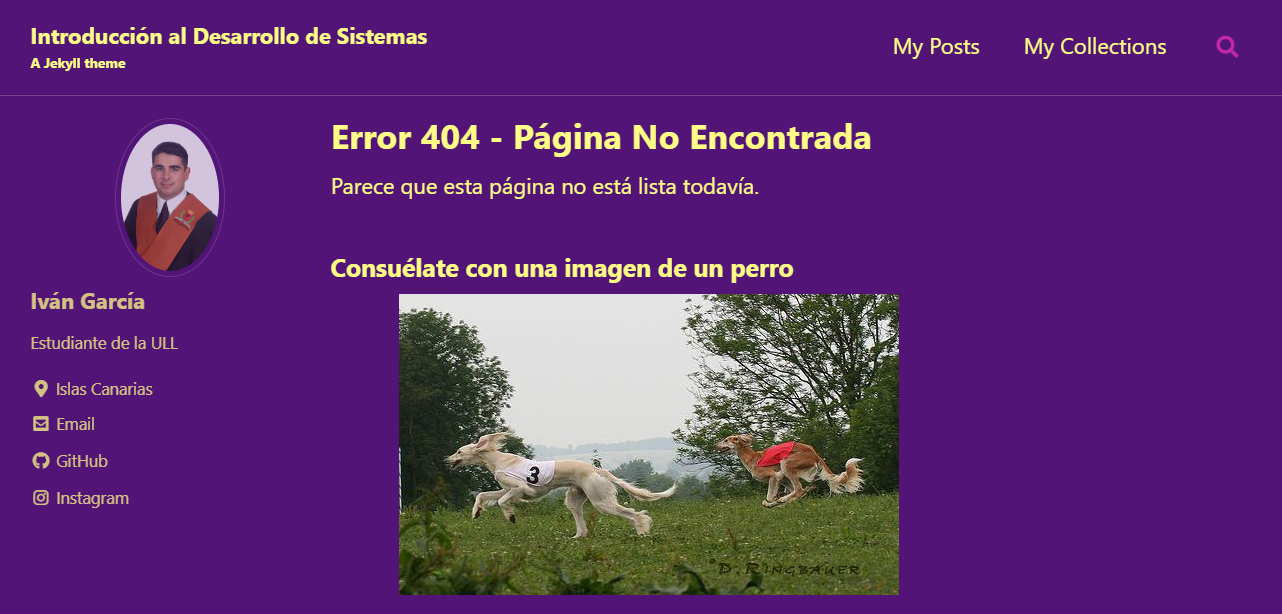 Introducción al Desarrollo de Sistemas
A Jekyll theme
My Posts
My Collections
Error 404 - Página No Encontrada
Parece que esta página no está lista todavía.
Consuélate con una imagen de un perro
Iván García
Estudiante de la ULL
Islas Canarias
Email
GitHub
Instagram
3
D. RINGBAUER